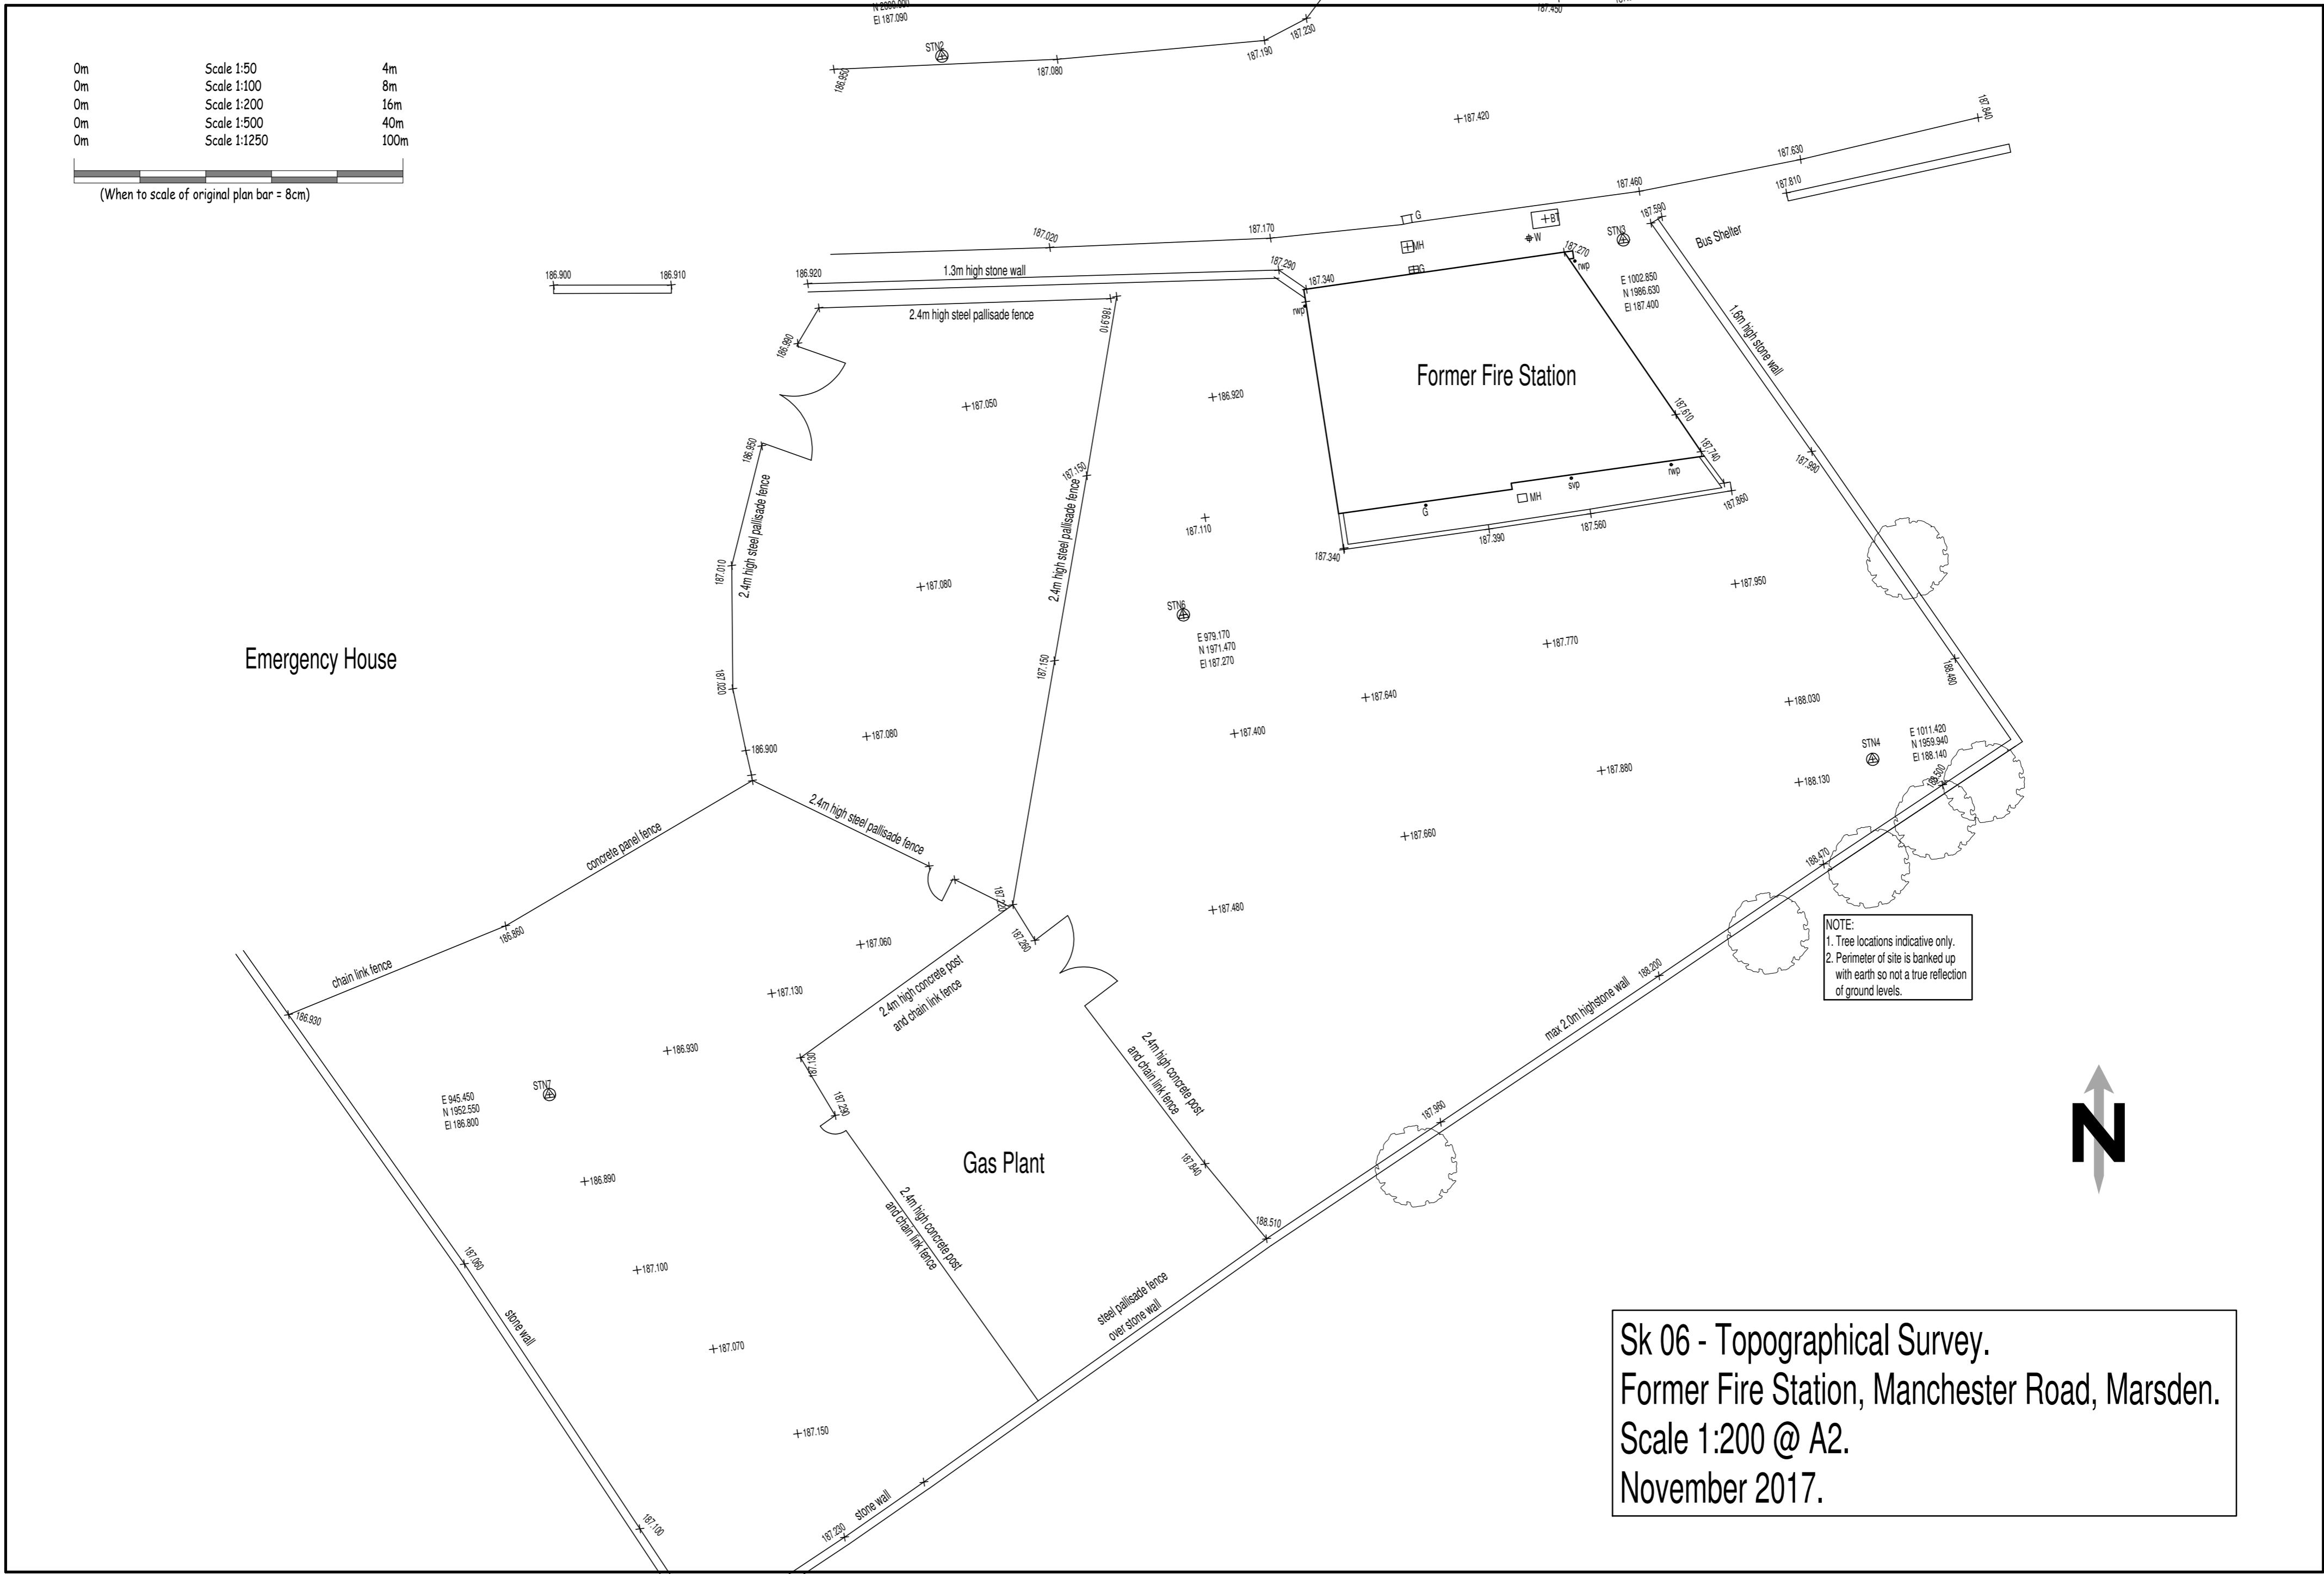 N 2000.000
El 187.090
STN2
186.950
187.080
187.190
187.230
187.450
0m Scale 1:50 4m
0m Scale 1:100 8m
0m Scale 1:200 16m
0m Scale 1:500 40m
0m Scale 1:1250 100m
(When to scale of original plan bar = 8cm)
187.420
187.840
187.630
187.810
187.460
187.590
Bus Shelter
STN3
E 1002.850
N 1986.630
El 187.400
BT
W
G
MH
G
187.270
rwp
187.020
187.170
187.290
187.340
rwp
186.900
186.910
186.920
1.3m high stone wall
2.4m high steel pallisade fence
186.910
186.990
187.050
186.920
Former Fire Station
1.6m high stone wall
187.610
187.740
187.990
186.950
2.4m high steel pallisade fence
187.150
2.4m high steel pallisade fence
rwp
svp
MH
G
187.860
187.560
187.390
187.340
187.110
187.010
187.080
187.950
STN6
E 979.170
N 1971.470
El 187.270
187.770
Emergency House
187.020
187.150
187.640
188.030
188.480
187.080
186.900
187.400
187.880
STN4
E 1011.420
N 1959.940
El 188.140
188.130
188.500
2.4m high steel pallisade fence
concrete panel fence
187.660
188.470
187.220
187.480
186.860
187.060
187.260
NOTE:
1. Tree locations indicative only.
2. Perimeter of site is banked up
with earth so not a true reflection
of ground levels.
chain link fence
187.130
2.4m high concrete post
and chain link fence
188.200
max 2.0m highstone wall
186.930
186.930
187.130
2.4m high concrete post
and chain link fence
STN7
E 945.450
N 1952.550
El 186.800
187.290
187.960
N
Gas Plant
187.840
186.890
2.4m high concrete post
and chain link fence
188.510
187.060
187.100
steel pallisade fence
over stone wall
stone wall
187.070
187.150
stone wall
187.230
187.100
Sk 06 - Topographical Survey.
Former Fire Station, Manchester Road, Marsden.
Scale 1:200 @ A2.
November 2017.